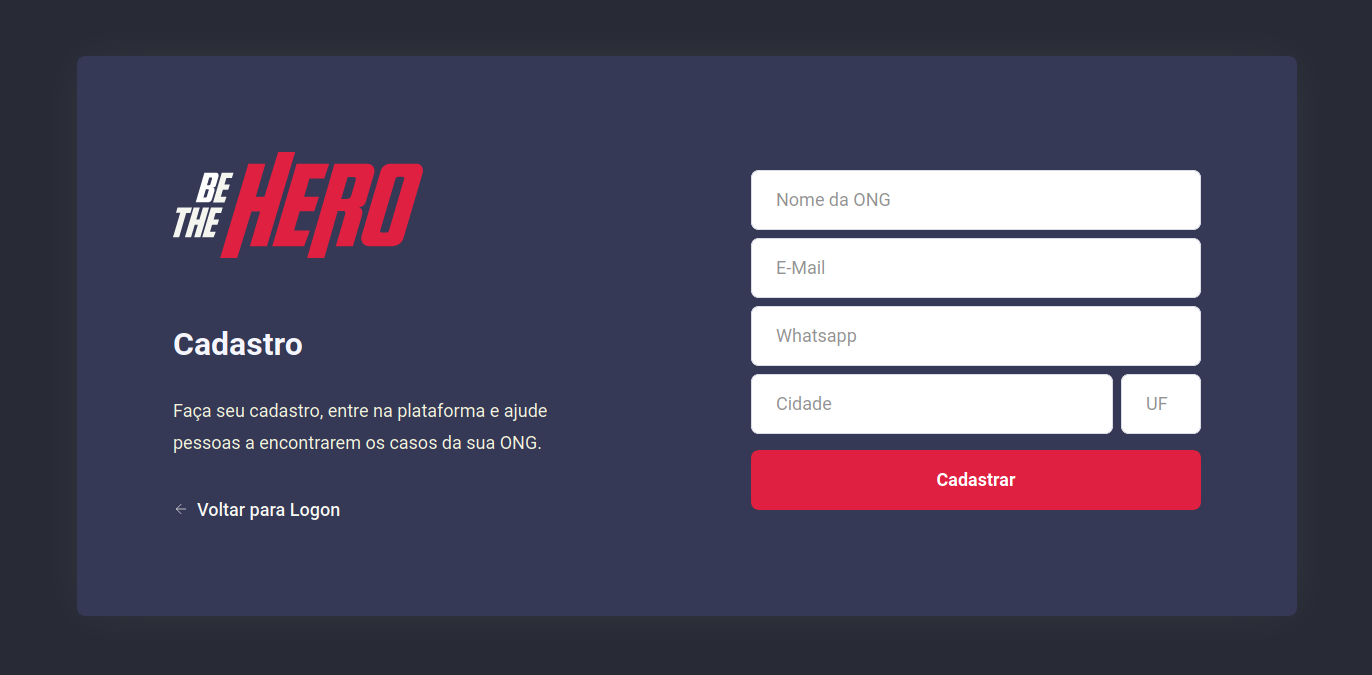 BE
THE
HERO
Cadastro
Faça seu cadastro, entre na plataforma e ajude
pessoas a encontrarem os casos da sua ONG.
Voltar para Logon
Nome da ONG
E-Mail
Whatsapp
Cidade
UF
Cadastrar